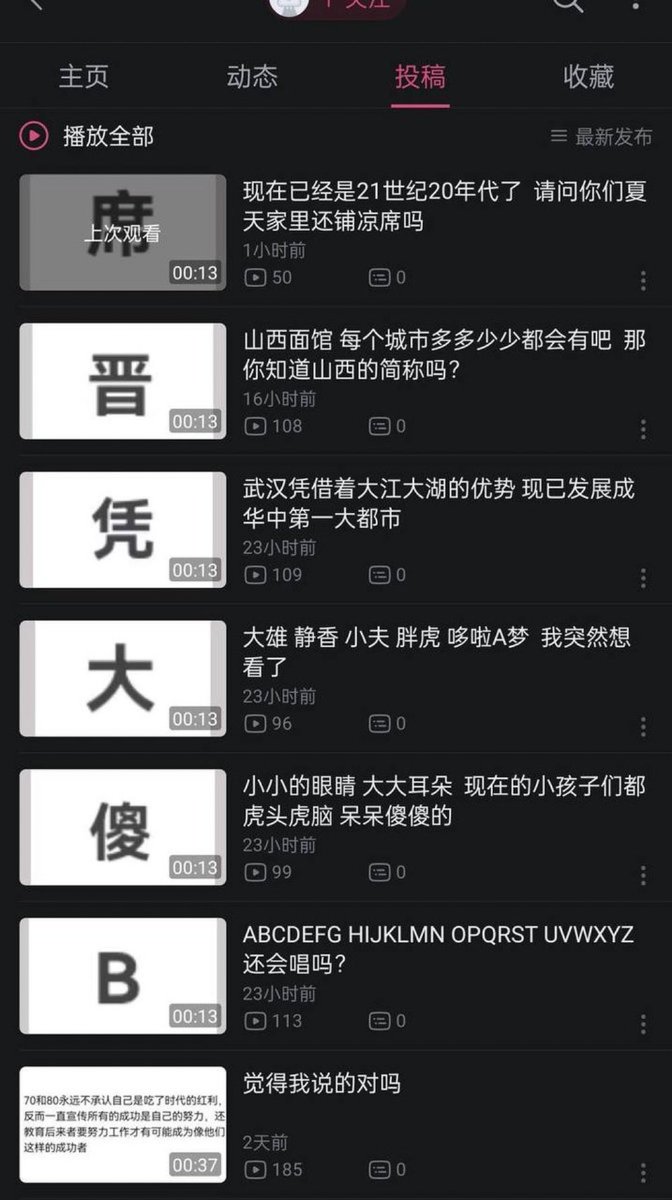 + 关注
主页 动态 投稿 收藏
播放全部 最新发布
席
上次观看
00:13
现在已经是21世纪20年代了 请问你们夏
天家里还铺凉席吗
1小时前
50 0
晋
00:13
山西面馆 每个城市多多少少都会有吧 那
你知道山西的简称吗?
16小时前
108 0
凭
00:13
武汉凭借着大江大湖的优势 现已发展成
华中第一大都市
23小时前
109 0
大
00:13
大雄 静香 小夫 胖虎 哆啦A梦 我突然想
看了
23小时前
96 0
傻
00:13
小小的眼睛 大大耳朵 现在的小孩子们都
虎头虎脑 呆呆傻傻的
23小时前
99 0
B
00:13
ABCDEFG HIJKLMN OPQRST UVWXYZ
还会唱吗?
23小时前
113 0
70和80永远不承认自己是吃了时代的红利,
反而一直宣传所有的成功是自己的努力，还
教育后来者要努力工作才有可能成为像他们
这样的成功者
00:37
觉得我说的对吗
2天前
185 0